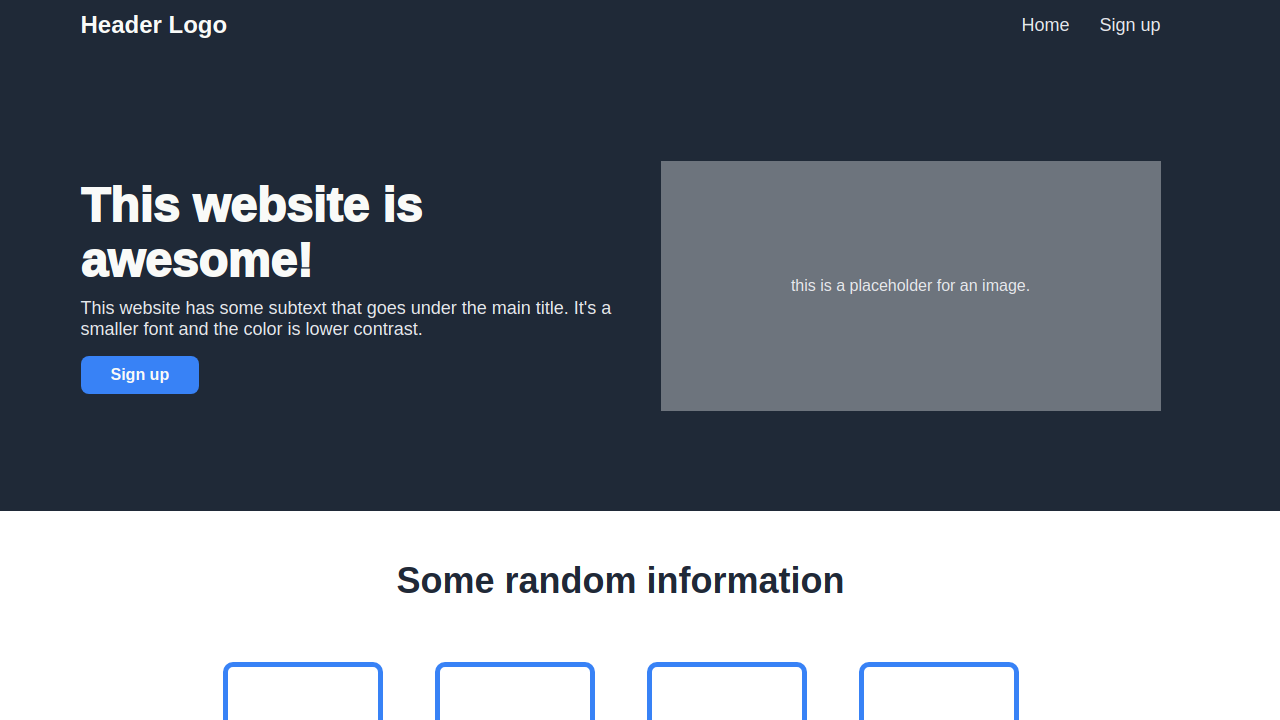 Header Logo
Home
Sign up
This website is
awesome!
This website has some subtext that goes under the main title. It's a
smaller font and the color is lower contrast.
Sign up
this is a placeholder for an image.
Some random information